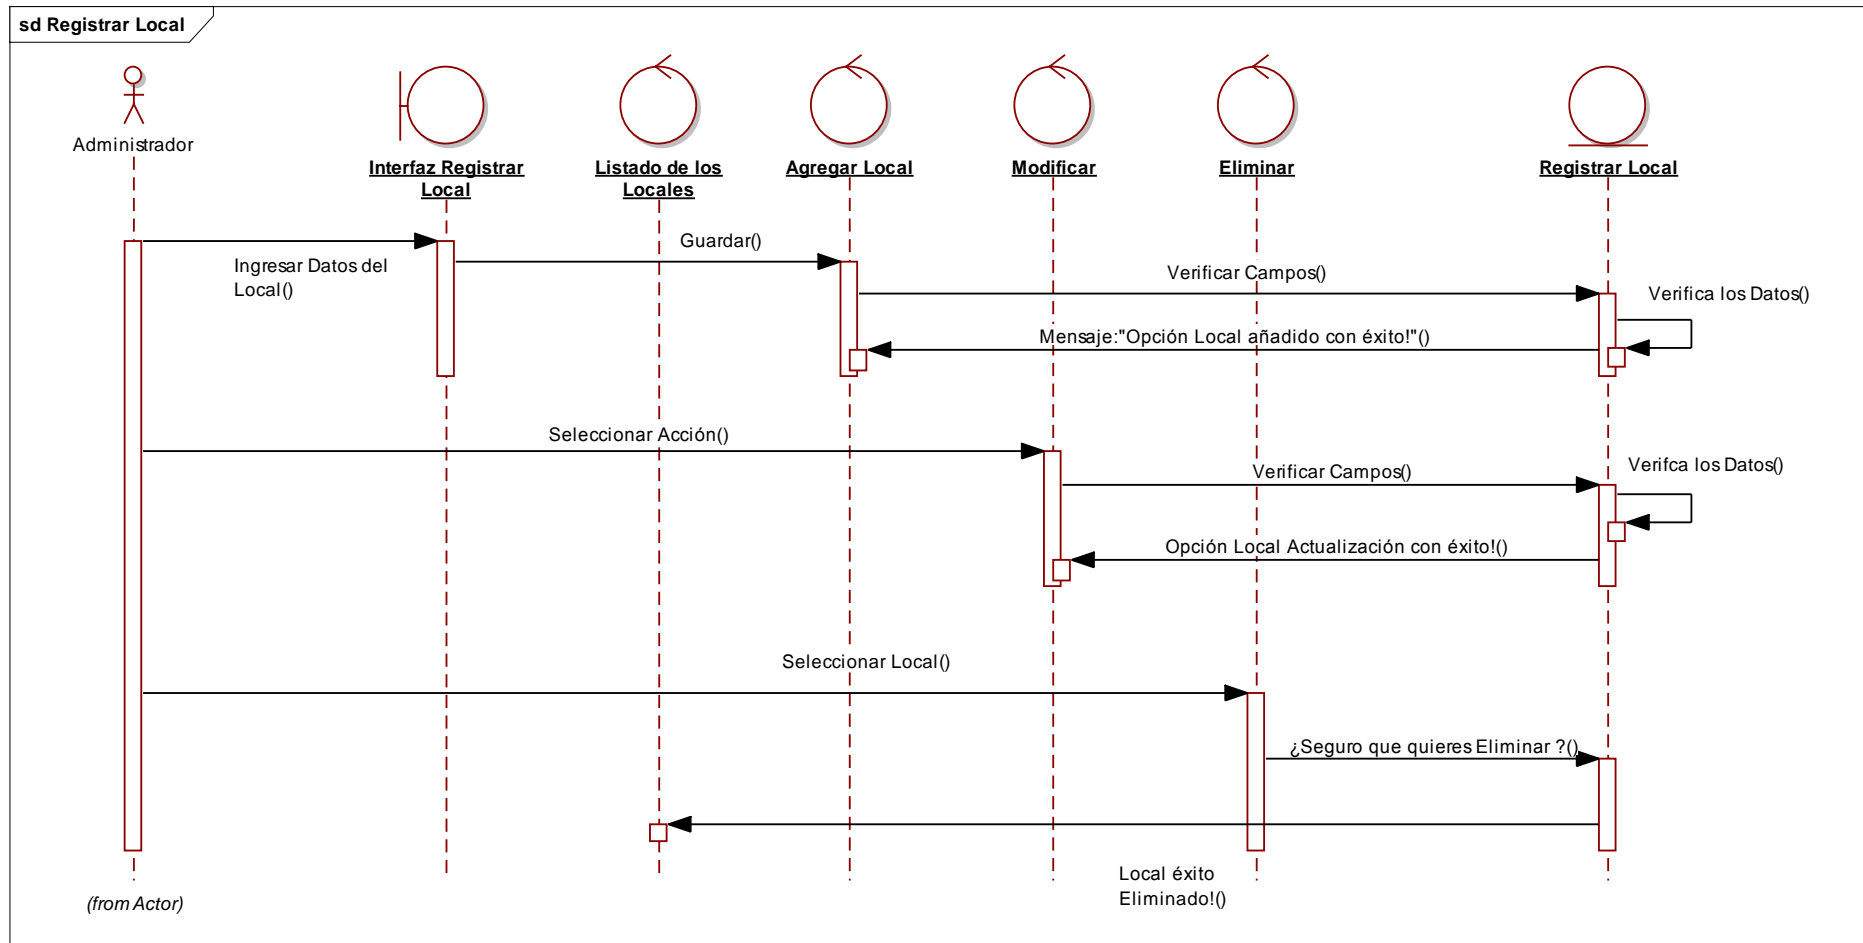 sd Registrar Local
Administrador
Interfaz Registrar
Local
Listado de los
Locales
Agregar Local
Modificar
Eliminar
Registrar Local
Ingresar Datos del
Local()
Guardar()
Verificar Campos()
Verifica los Datos()
Mensaje:"Opción Local añadido con éxito!"()
Seleccionar Acción()
Verificar Campos()
Verifca los Datos()
Opción Local Actualización con éxito!()
Seleccionar Local()
¿Seguro que quieres Eliminar ?()
Local éxito
Eliminado!()
(from Actor)